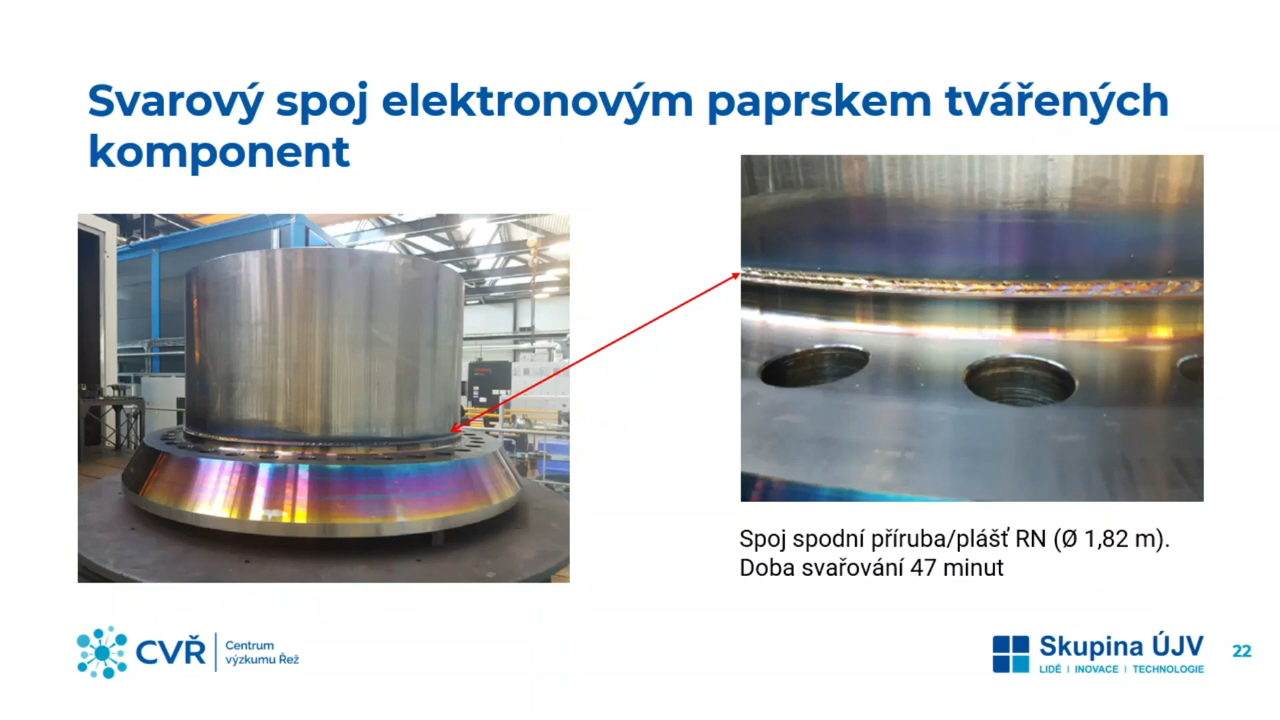 Svarový spoj elektronovým paprskem tvářených
komponent
Spoj spodní příruba/plášť RN (Ø 1,82 m).
Doba svařování 47 minut
CVŘ
Centrum
výzkumu Řež
Skupina ÚJV
LIDÉ | INOVACE | TECHNOLOGIE
22